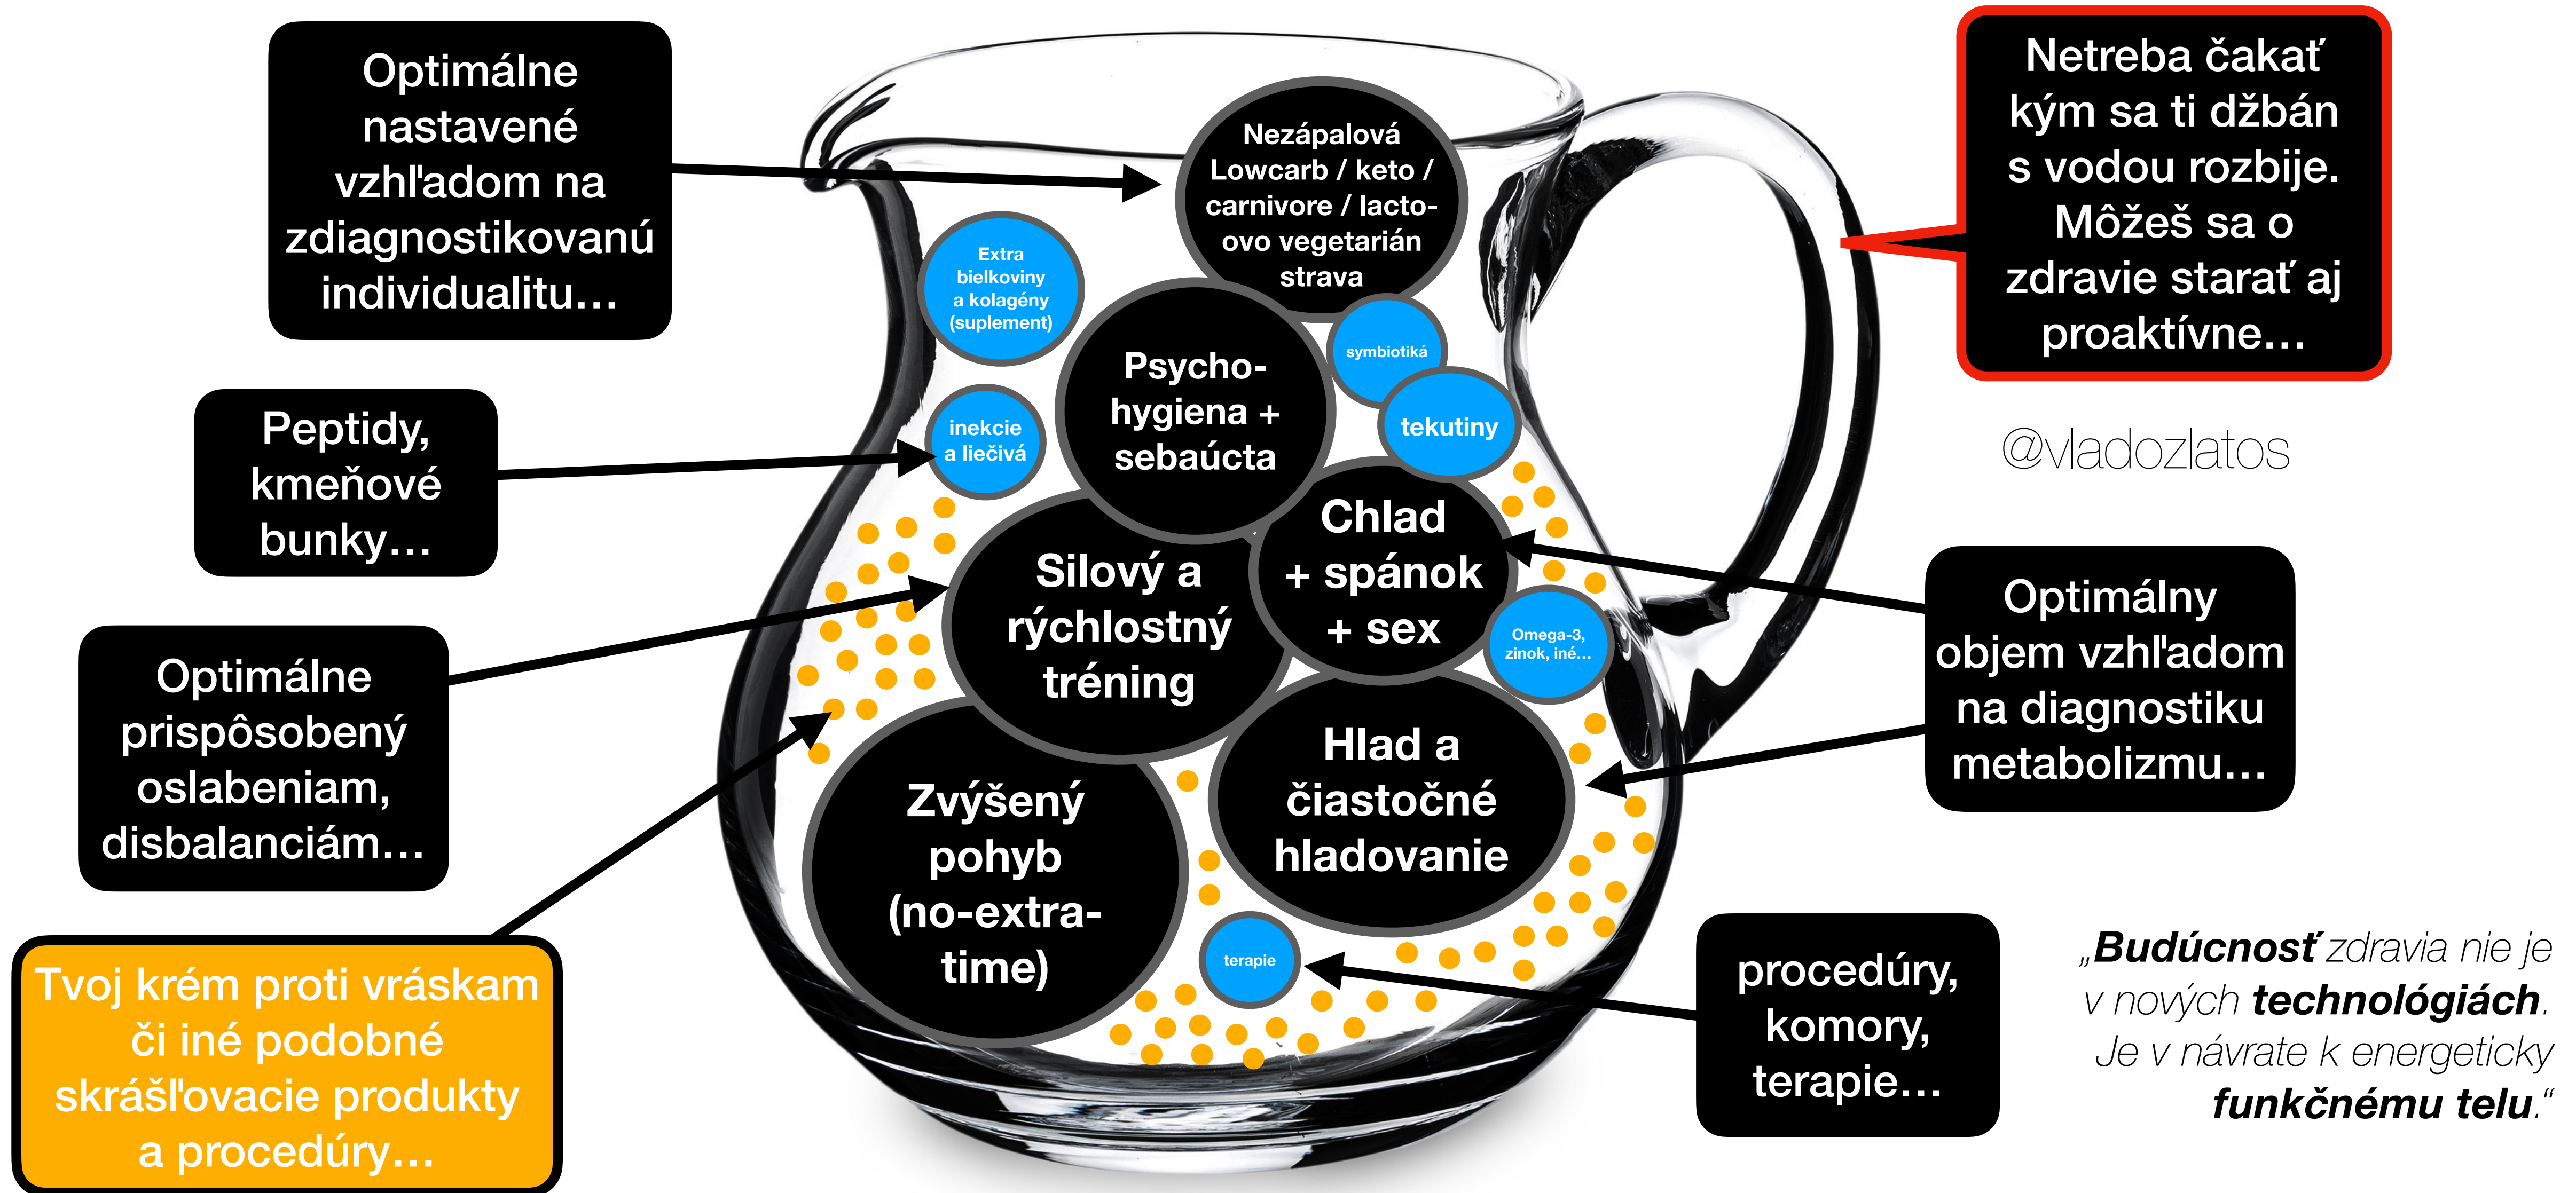 Optimálne
nastavené
vzhľadom na
zdiagnostikovanú
individualitu...
Peptidy,
kmeňové
bunky...
Optimálne
prispôsobený
oslabeniam,
disbalanciám...
Tvoj krém proti vráskam
či iné podobné
skrášľovacie produkty
a procedúry...
Nezápalová
Lowcarb / keto /
carnivore / lacto-
ovo vegetarián
strava
Extra
bielkoviny
a kolagény
(suplement)
symbiotiká
Psycho-
hygiena +
sebaúcta
inekcie
a liečivá
tekutiny
Chlad
+ spánok
+ sex
Silový a
rýchlostný
tréning
Omega-3,
zinok, iné...
Zvýšený
pohyb
(no-extra-
time)
Hlad a
čiastočné
hladovanie
terapie
Netreba čakať
kým sa ti džbán
s vodou rozbije.
Môžeš sa o
zdravie starať aj
proaktívne...
@vladozlatos
Optimálny
objem vzhľadom
na diagnostiku
metabolizmu...
procedúry,
komory,
terapie...
„Budúcnosť zdravia nie je
v nových technológiách.
Je v návrate k energeticky
funkčnému telu.“